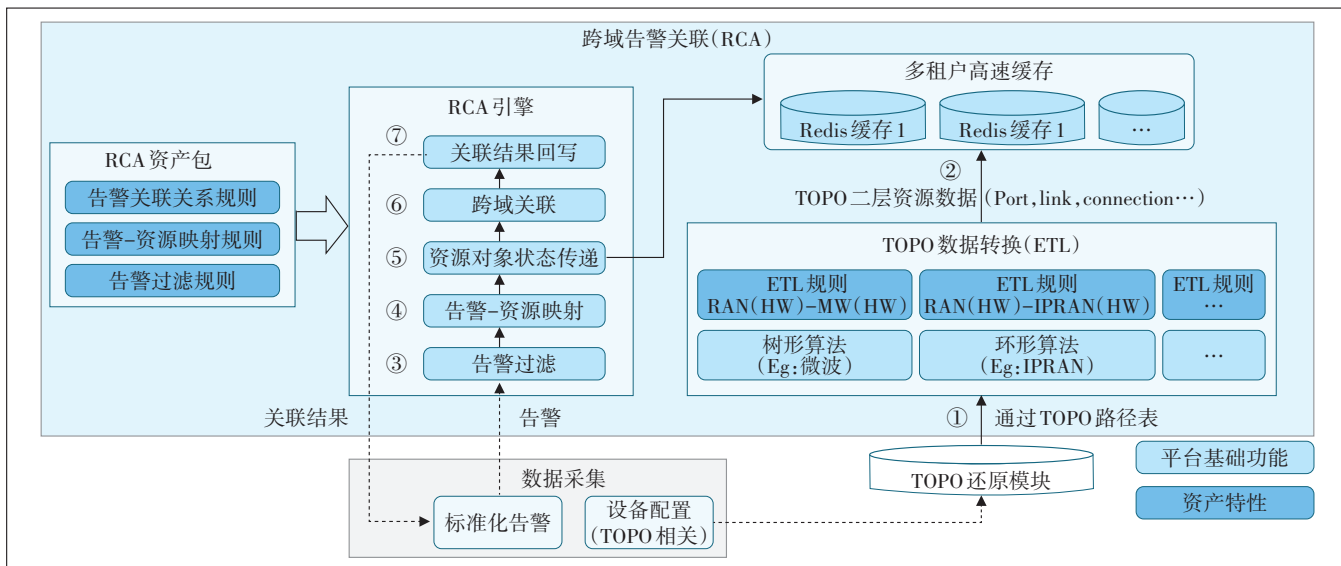 跨域告警关联(RCA)
多租户高速缓存
Redis缓存1
Redis缓存1
…
RCA引擎
⑦
关联结果回写
⑥
跨域关联
⑤
资源对象状态传递
④
告警-资源映射
③
告警过滤
RCA资产包
告警关联关系规则
告警-资源映射规则
告警过滤规则
②
TOPO二层资源数据(Port,link,connection…)
TOPO数据转换(ETL)
ETL规则
RAN(HW)-MW(HW)
ETL规则
RAN(HW)-IPRAN(HW)
ETL规则
…
树形算法
(Eg:微波)
环形算法
(Eg:IPRAN)
…
关联结果
告警
①
通过TOPO路径表
数据采集
标准化告警
设备配置
(TOPO相关)
TOPO还原模块
平台基础功能
资产特性